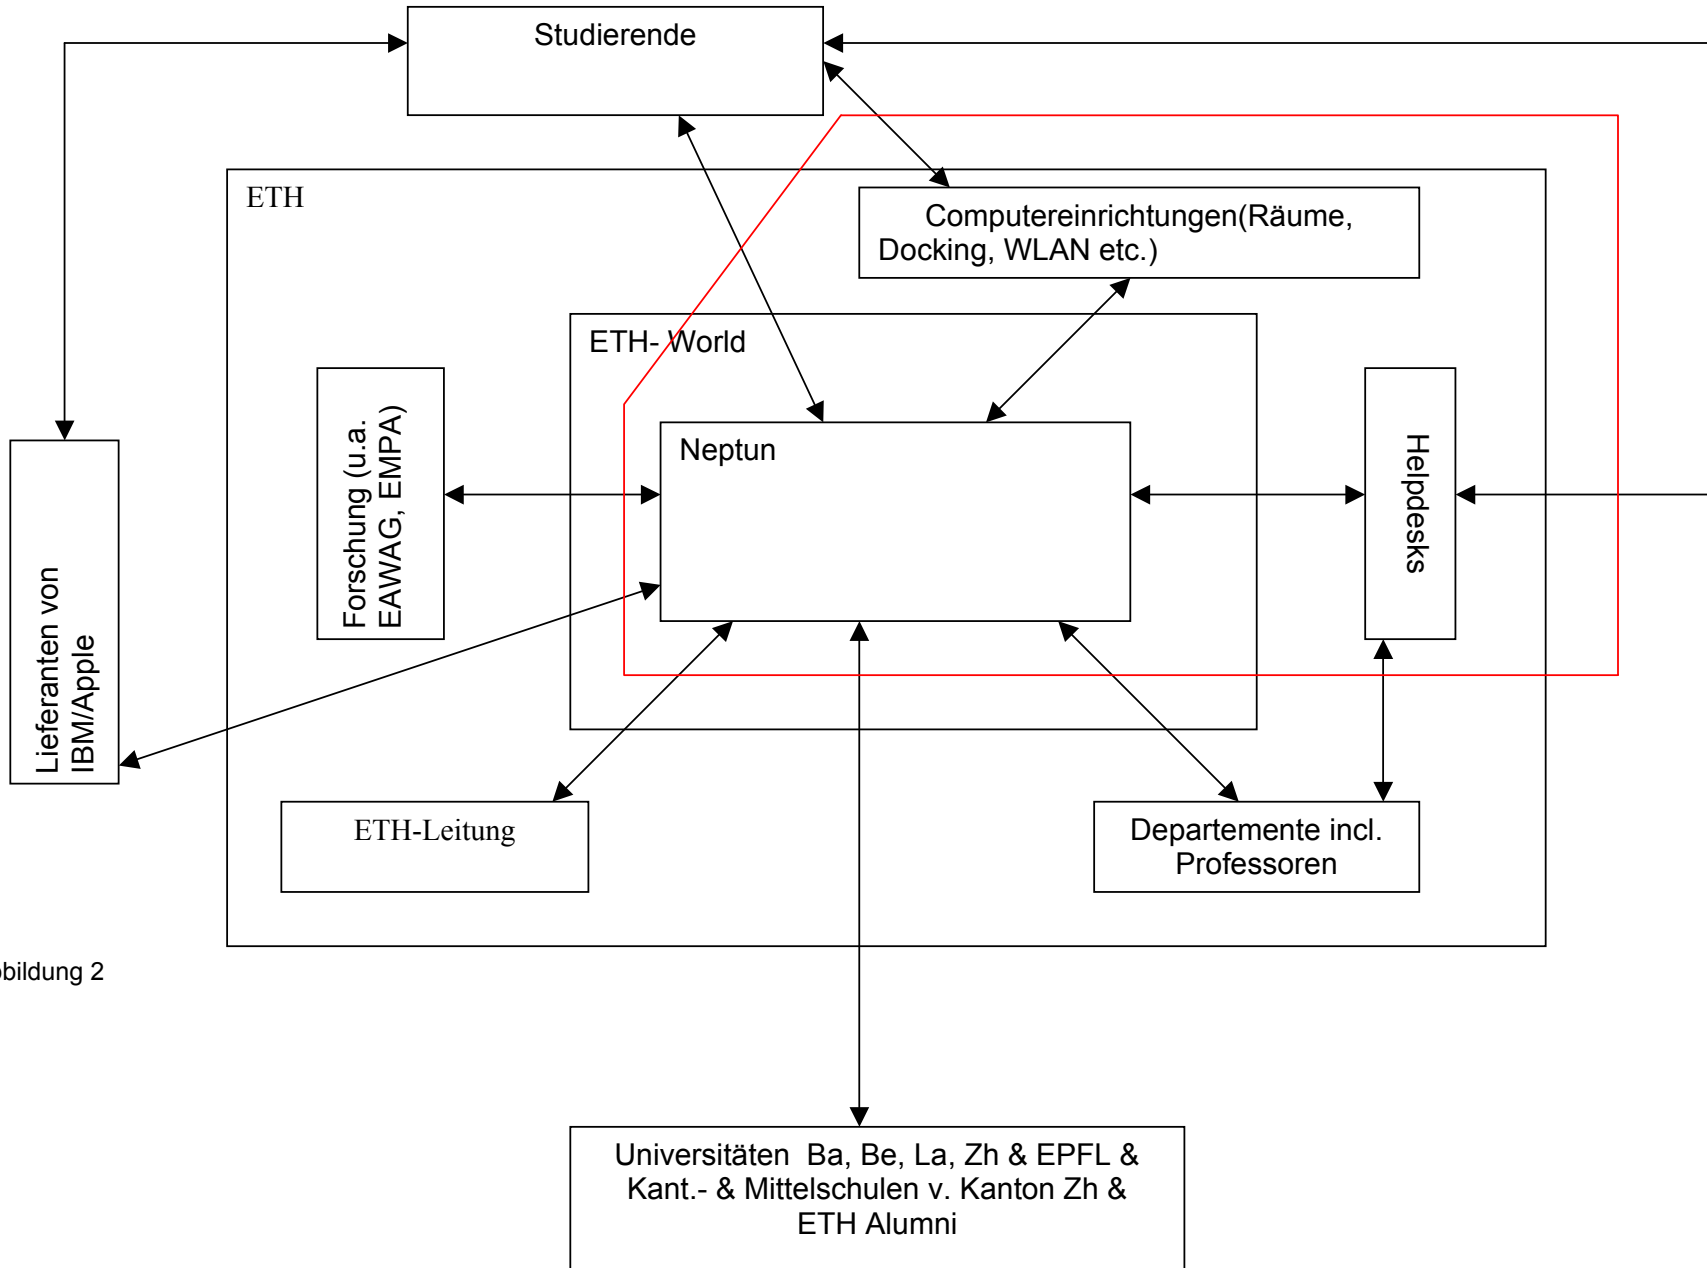 Studierende
ETH
Computereinrichtungen(Räume,
Docking, WLAN etc.)
ETH- World
Forschung (u.a.
EAWAG, EMPA)
Neptun
Helpdesks
Lieferanten von
IBM/Apple
ETH-Leitung
Departemente incl.
Professoren
bildung 2
Universitäten Ba, Be, La, Zh & EPFL &
Kant.- & Mittelschulen v. Kanton Zh &
ETH Alumni